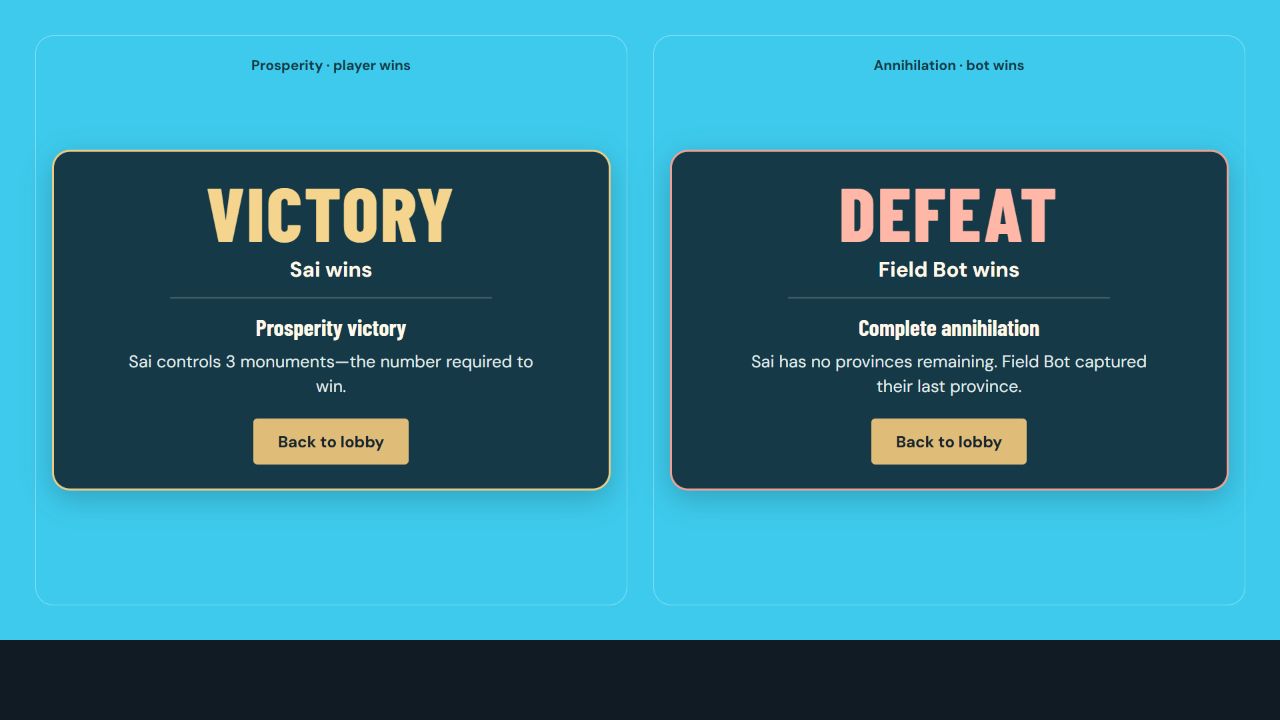 Prosperity · player wins
VICTORY
Sai wins
Prosperity victory
Sai controls 3 monuments—the number required to
win.
Back to lobby
Annihilation · bot wins
DEFEAT
Field Bot wins
Complete annihilation
Sai has no provinces remaining. Field Bot captured
their last province.
Back to lobby